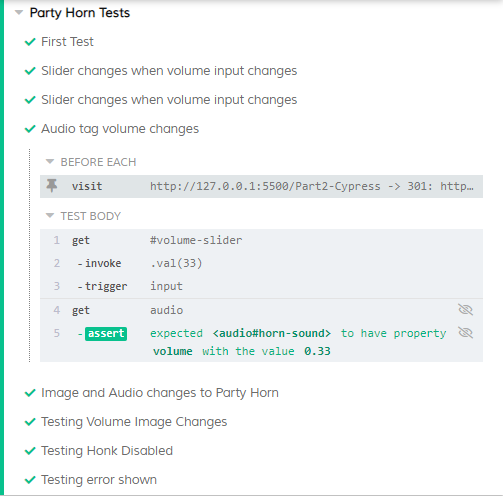 Party Horn Tests
First Test
Slider changes when volume input changes
Slider changes when volume input changes
Audio tag volume changes
BEFORE EACH
visit http://127.0.0.1:5500/Part2-Cypress -> 301: http…
TEST BODY
1 get #volume-slider
2 -invoke .val(33)
3 -trigger input
4 get audio
5 -assert expected <audio#horn-sound> to have property
volume with the value 0.33
Image and Audio changes to Party Horn
Testing Volume Image Changes
Testing Honk Disabled
Testing error shown